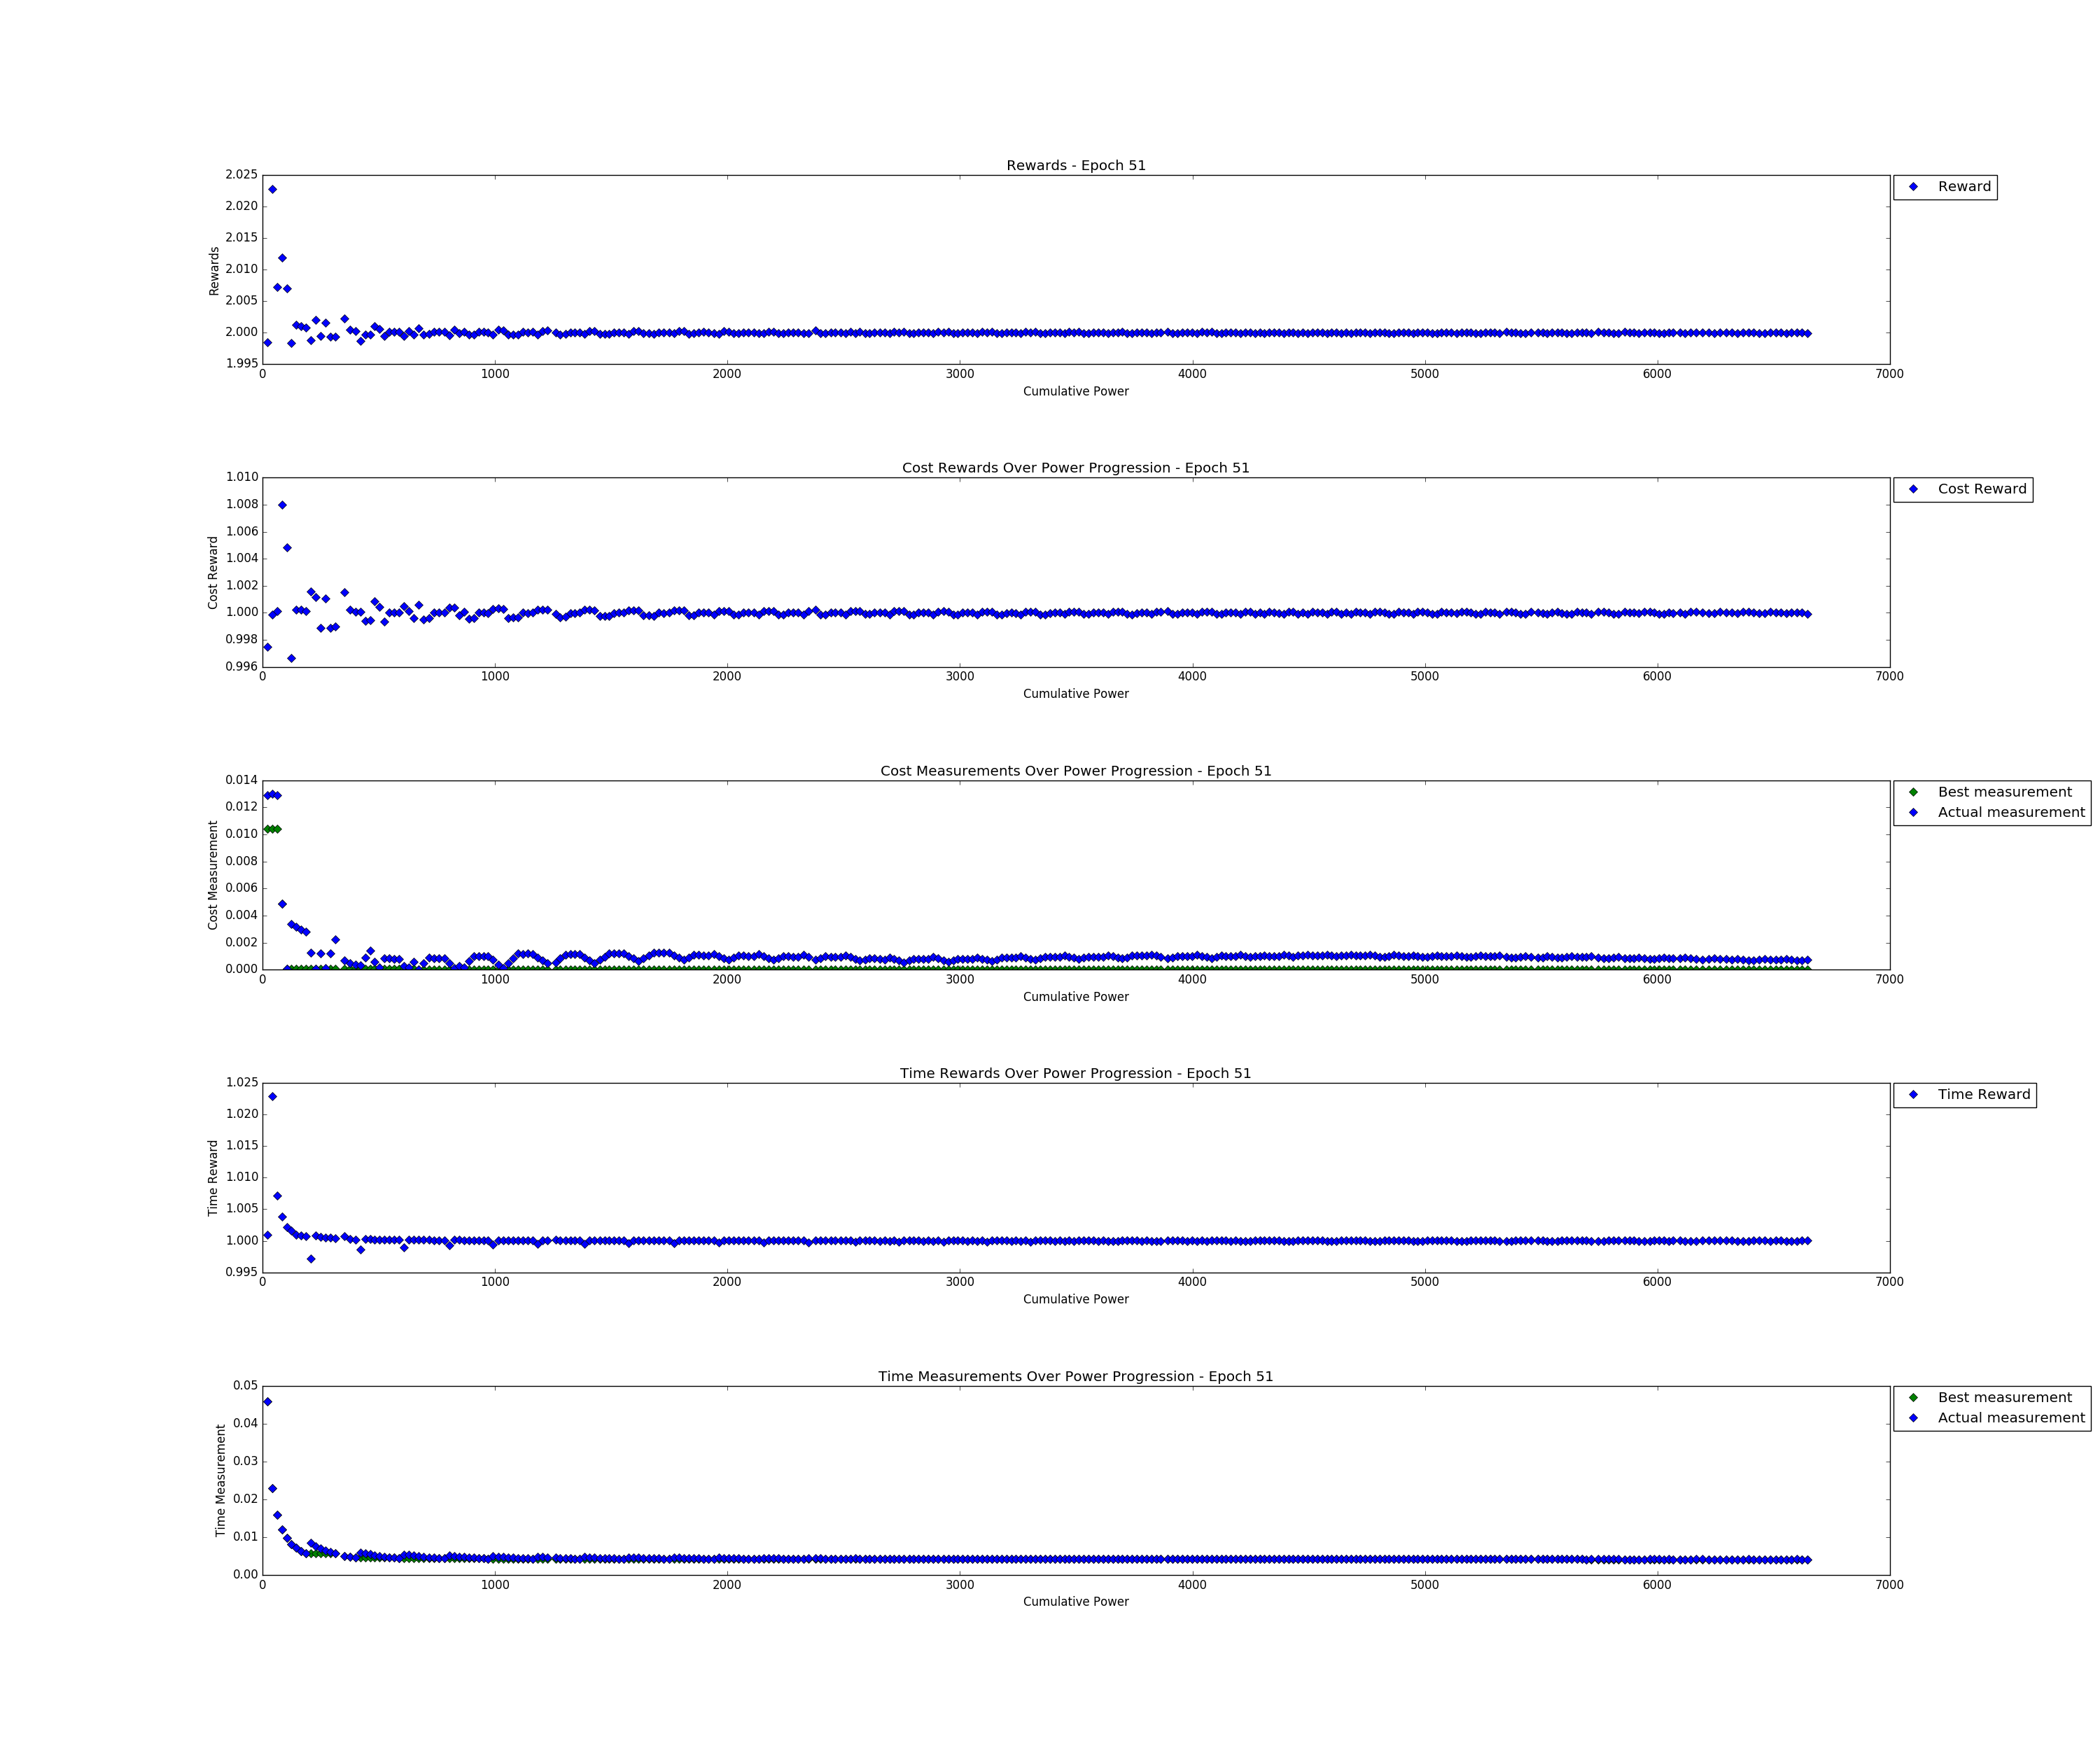 Rewards - Epoch 51
2.025
2.020
2.015
2.010
2.005
2.000
1.995
Rewards
0 1000 2000 3000 4000 5000 6000 7000
Cumulative Power
Reward
Cost Rewards Over Power Progression - Epoch 51
1.010
1.008
1.006
1.004
1.002
1.000
0.998
0.996
Cost Reward
0 1000 2000 3000 4000 5000 6000 7000
Cumulative Power
Cost Reward
Cost Measurements Over Power Progression - Epoch 51
0.014
0.012
0.010
0.008
0.006
0.004
0.002
0.000
Cost Measurement
0 1000 2000 3000 4000 5000 6000 7000
Cumulative Power
Best measurement
Actual measurement
Time Rewards Over Power Progression - Epoch 51
1.025
1.020
1.015
1.010
1.005
1.000
0.995
Time Reward
0 1000 2000 3000 4000 5000 6000 7000
Cumulative Power
Time Reward
Time Measurements Over Power Progression - Epoch 51
0.05
0.04
0.03
0.02
0.01
0.00
Time Measurement
0 1000 2000 3000 4000 5000 6000 7000
Cumulative Power
Best measurement
Actual measurement